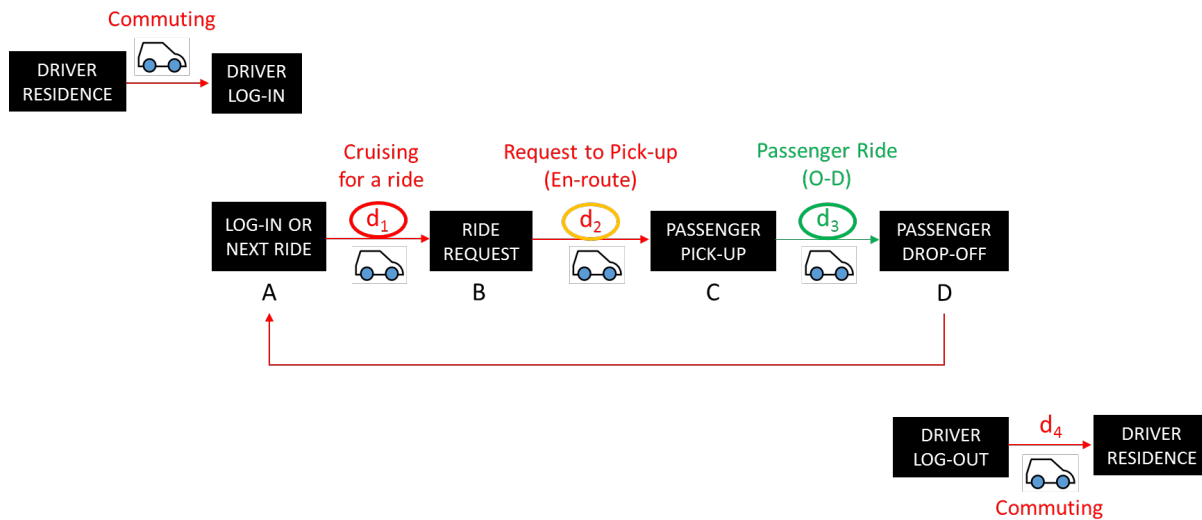 Commuting
DRIVER
RESIDENCE
DRIVER
LOG-IN
Cruising
for a ride
Request to Pick-up
(En-route)
Passenger Ride
(O-D)
LOG-IN OR
NEXT RIDE
d1
RIDE
REQUEST
d2
PASSENGER
PICK-UP
d3
PASSENGER
DROP-OFF
A
B
C
D
DRIVER
LOG-OUT
d4
DRIVER
RESIDENCE
Commuting